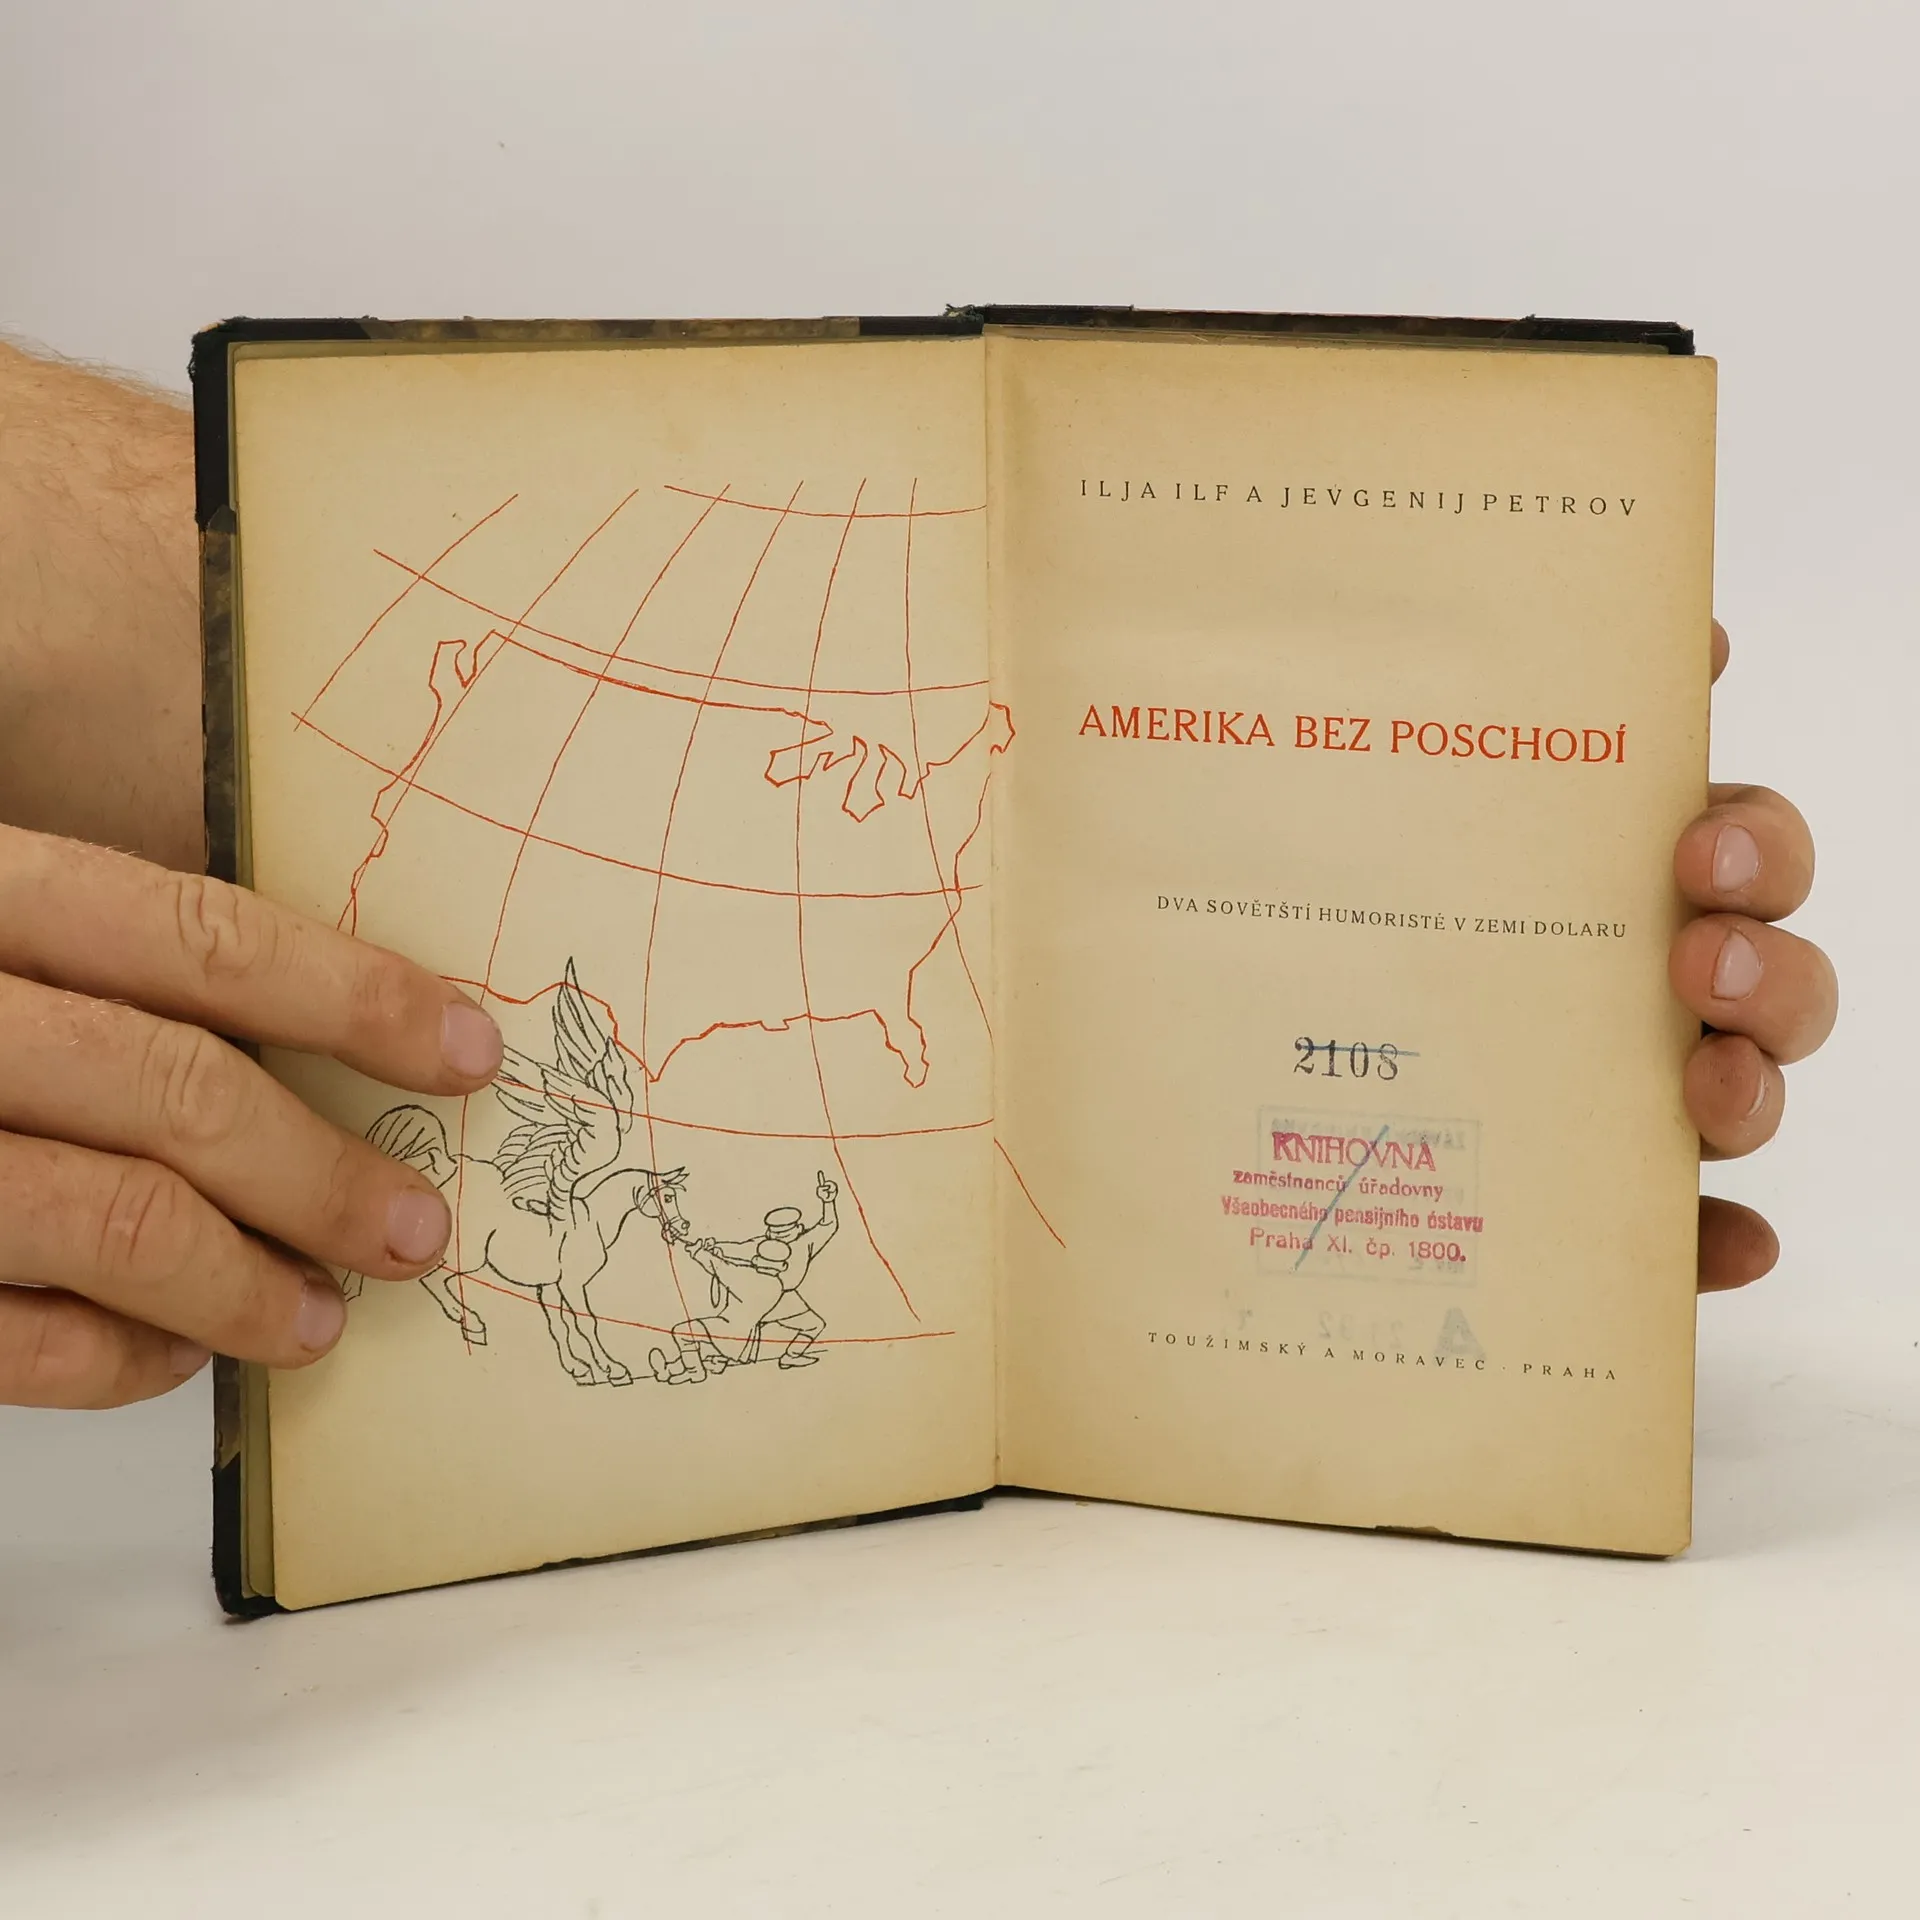 ILJA ILF A JEVGENIJ PETROV
AMERIKA BEZ POSCHODÍ
DVA SOVĚTŠTÍ HUMORISTÉ V ZEMI DOLARU
2108
KNIHOVNA
zaměstnanců úřadovny
Všeobecného pensijního ústavu
Praha XI. čp. 1800.
TOUŽIMSKÝ A MORAVEC · PRAHA